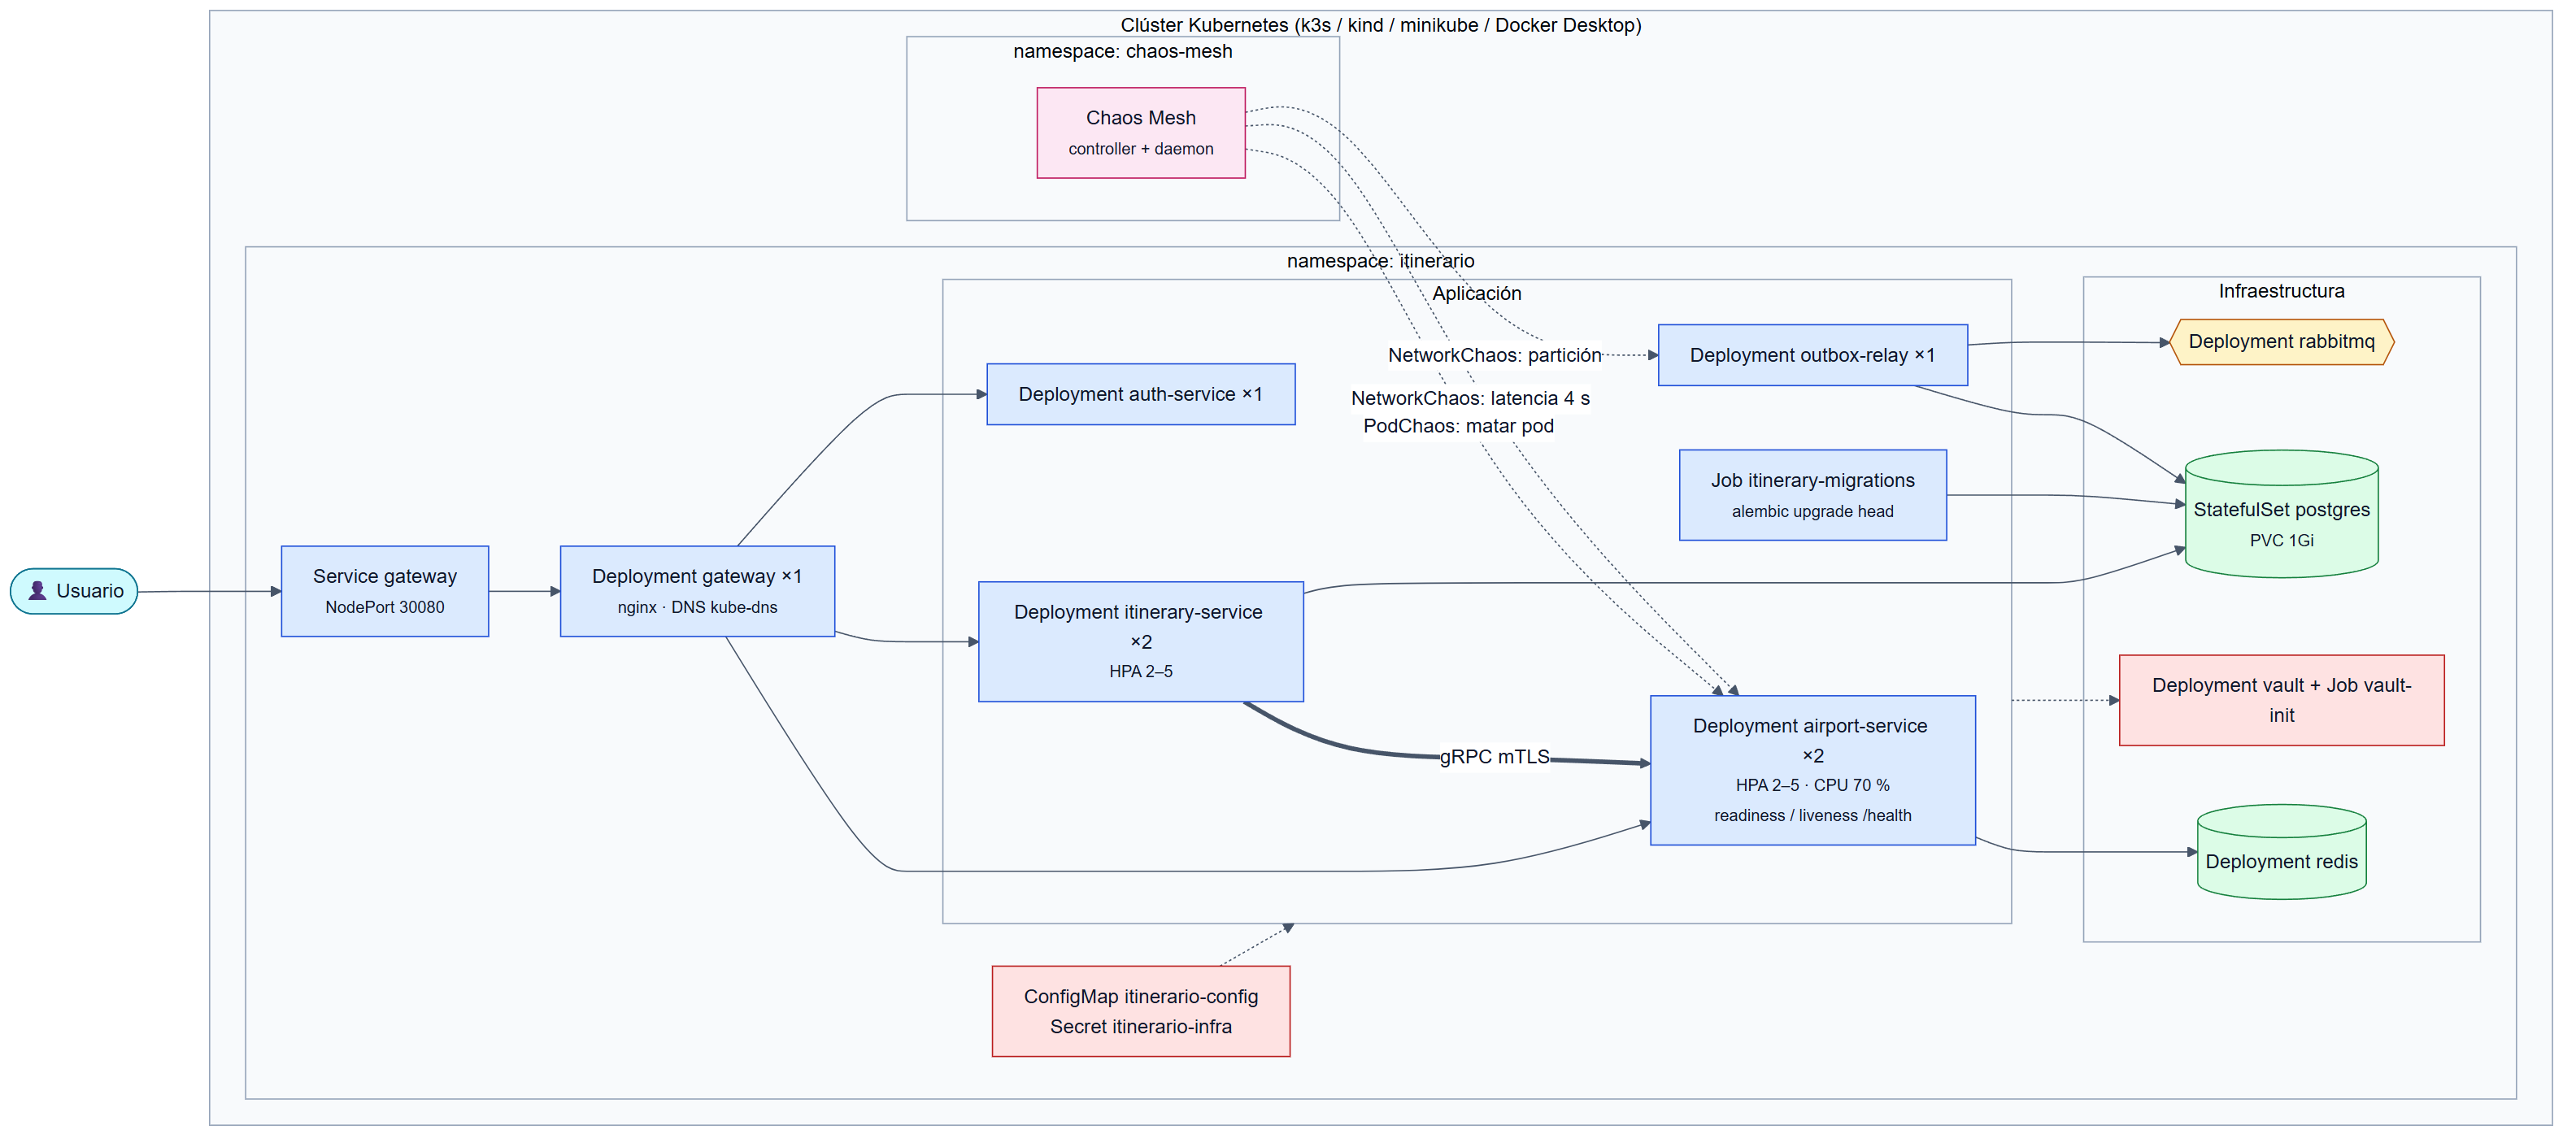 Clúster Kubernetes (k3s / kind / minikube / Docker Desktop)
namespace: chaos-mesh
Chaos Mesh
controller + daemon
namespace: itinerario
Aplicación
Infraestructura
NetworkChaos: partición
Deployment outbox-relay ×1
Deployment rabbitmq
Deployment auth-service ×1
NetworkChaos: latencia 4 s
PodChaos: matar pod
Job itinerary-migrations
alembic upgrade head
StatefulSet postgres
PVC 1Gi
Usuario
Service gateway
NodePort 30080
Deployment gateway ×1
nginx · DNS kube-dns
Deployment itinerary-service
×2
HPA 2–5
gRPC mTLS
Deployment airport-service
×2
HPA 2–5 · CPU 70 %
readiness / liveness /health
Deployment vault + Job vault-
init
Deployment redis
ConfigMap itinerario-config
Secret itinerario-infra